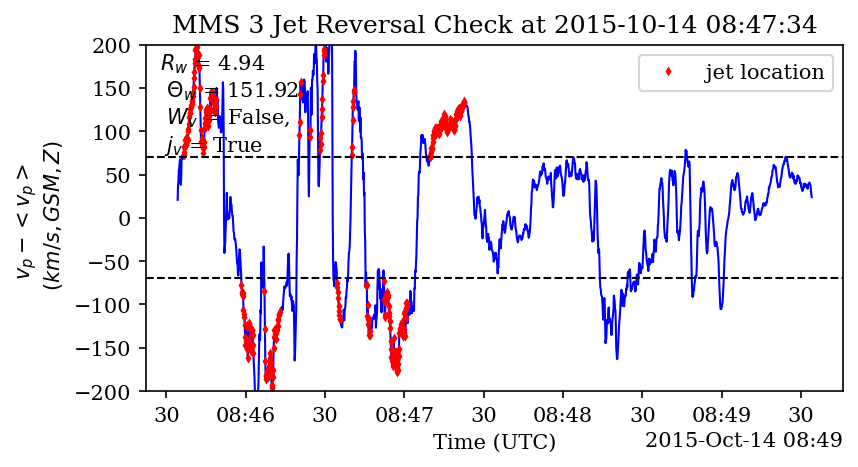 MMS 3 Jet Reversal Check at 2015-10-14 08:47:34
200
150
100
50
0
−50
−100
−150
−200
v_p − <v_p>
(km/s, GSM, Z)
R_w = 4.94
Θ_w = 151.92
W_v = False,
j_v = True
jet location
30 08:46 30 08:47 30 08:48 30 08:49 30
Time (UTC)
2015-Oct-14 08:49